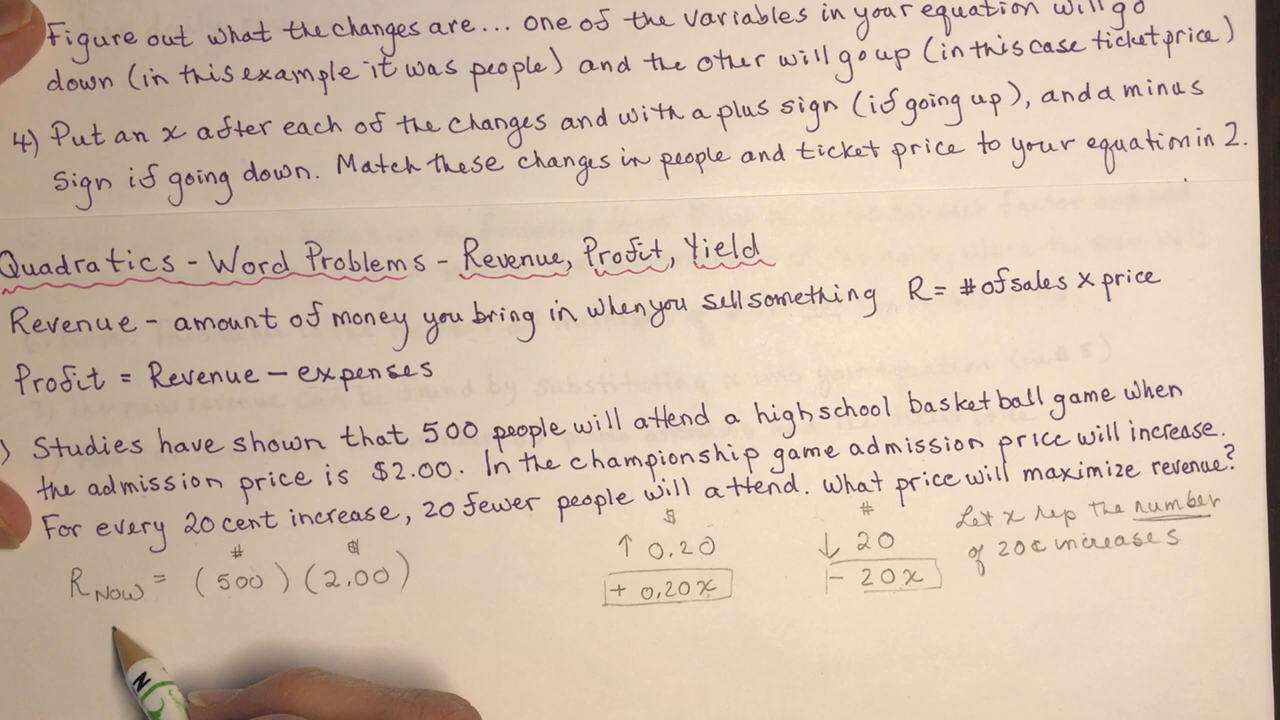 Figure out what the changes are... one of the variables in your equation will go
down (in this example it was people) and the other will go up (in this case ticket price)
4) Put an x after each of the changes and with a plus sign (if going up), and a minus
sign if going down. Match these changes in people and ticket price to your equation in 2.
Quadratics - Word Problems - Revenue, Profit, Yield
Revenue - amount of money you bring in when you sell something R = # of sales x price
Profit = Revenue - expenses
) Studies have shown that 500 people will attend a high school basketball game when
the admission price is $2.00. In the championship game admission price will increase.
For every 20 cent increase, 20 fewer people will attend. What price will maximize revenue?
# $ $ #
R NOW = (500)(2.00) ↑ 0.20 ↓ 20 Let x rep the number
+ 0.20x - 20x of 20¢ increases
N